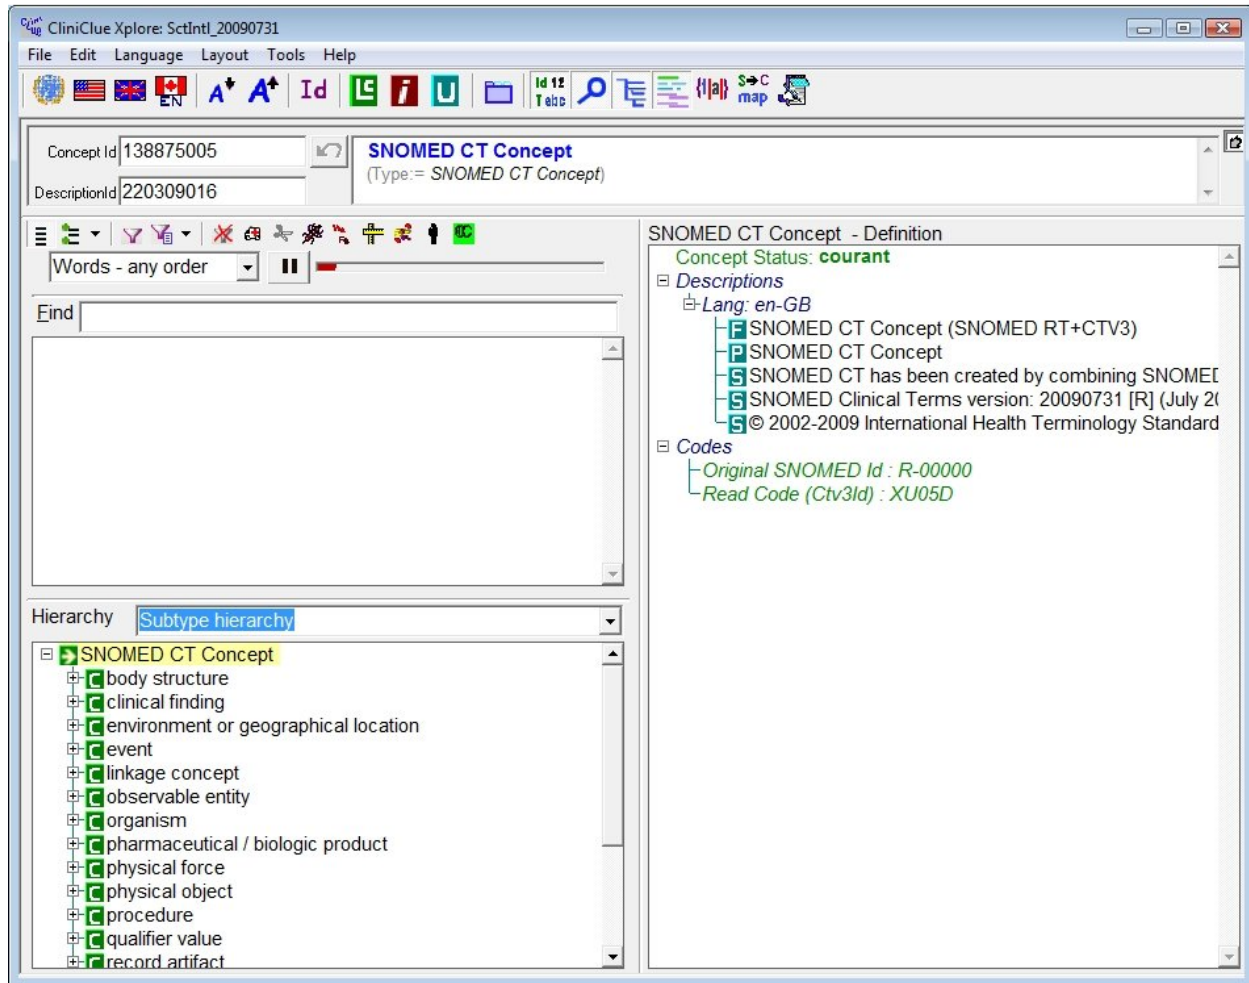 CliniClue Xplore: SctIntl_20090731
File Edit Language Layout Tools Help
EN A A Id i U Id 12 Tebc {1|a|} S→C map
Concept Id 138875005
DescriptionId 220309016
SNOMED CT Concept
(Type:= SNOMED CT Concept)
Words - any order
Find
Hierarchy Subtype hierarchy
SNOMED CT Concept
C body structure
C clinical finding
C environment or geographical location
C event
C linkage concept
C observable entity
C organism
C pharmaceutical / biologic product
C physical force
C physical object
C procedure
C qualifier value
C record artifact
SNOMED CT Concept - Definition
Concept Status: courant
Descriptions
Lang: en-GB
F SNOMED CT Concept (SNOMED RT+CTV3)
P SNOMED CT Concept
S SNOMED CT has been created by combining SNOMED
S SNOMED Clinical Terms version: 20090731 [R] (July 20
S © 2002-2009 International Health Terminology Standard
Codes
Original SNOMED Id : R-00000
Read Code (Ctv3Id) : XU05D